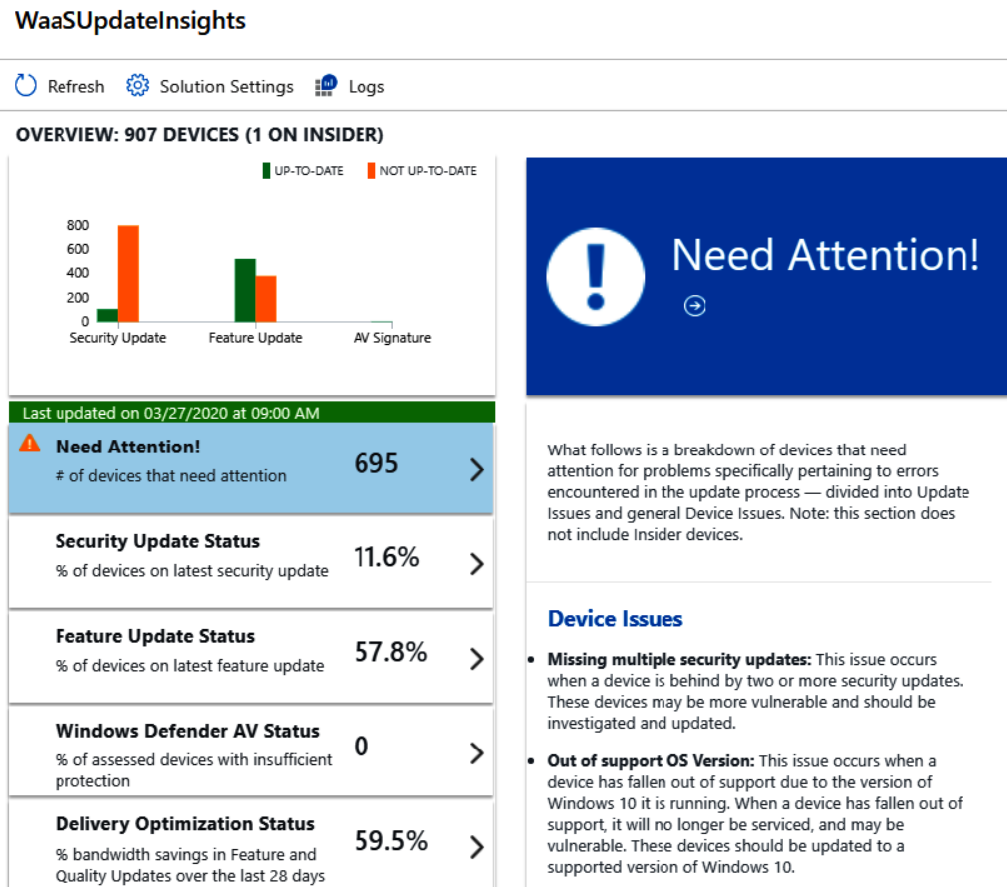 WaaSUpdateInsights
Refresh Solution Settings Logs
OVERVIEW: 907 DEVICES (1 ON INSIDER)
UP-TO-DATE NOT UP-TO-DATE
800
600
400
200
0
Security Update Feature Update AV Signature
Last updated on 03/27/2020 at 09:00 AM
Need Attention!
# of devices that need attention
695
Security Update Status
% of devices on latest security update
11.6%
Feature Update Status
% of devices on latest feature update
57.8%
Windows Defender AV Status
% of assessed devices with insufficient
protection
0
Delivery Optimization Status
% bandwidth savings in Feature and
Quality Updates over the last 28 days
59.5%
Need Attention!
What follows is a breakdown of devices that need
attention for problems specifically pertaining to errors
encountered in the update process — divided into Update
Issues and general Device Issues. Note: this section does
not include Insider devices.
Device Issues
• Missing multiple security updates: This issue occurs
when a device is behind by two or more security updates.
These devices may be more vulnerable and should be
investigated and updated.
• Out of support OS Version: This issue occurs when a
device has fallen out of support due to the version of
Windows 10 it is running. When a device has fallen out of
support, it will no longer be serviced, and may be
vulnerable. These devices should be updated to a
supported version of Windows 10.